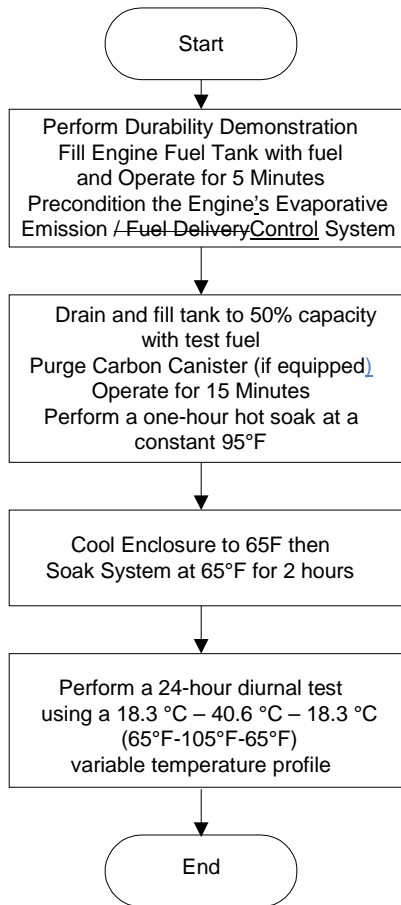 Start
Perform Durability Demonstration
Fill Engine Fuel Tank with fuel
and Operate for 5 Minutes
Precondition the Engine's Evaporative
Emission / Fuel DeliveryControl System
Drain and fill tank to 50% capacity
with test fuel
Purge Carbon Canister (if equipped)
Operate for 15 Minutes
Perform a one-hour hot soak at a
constant 95°F
Cool Enclosure to 65F then
Soak System at 65°F for 2 hours
Perform a 24-hour diurnal test
using a 18.3 °C – 40.6 °C – 18.3 °C
(65°F-105°F-65°F)
variable temperature profile
End